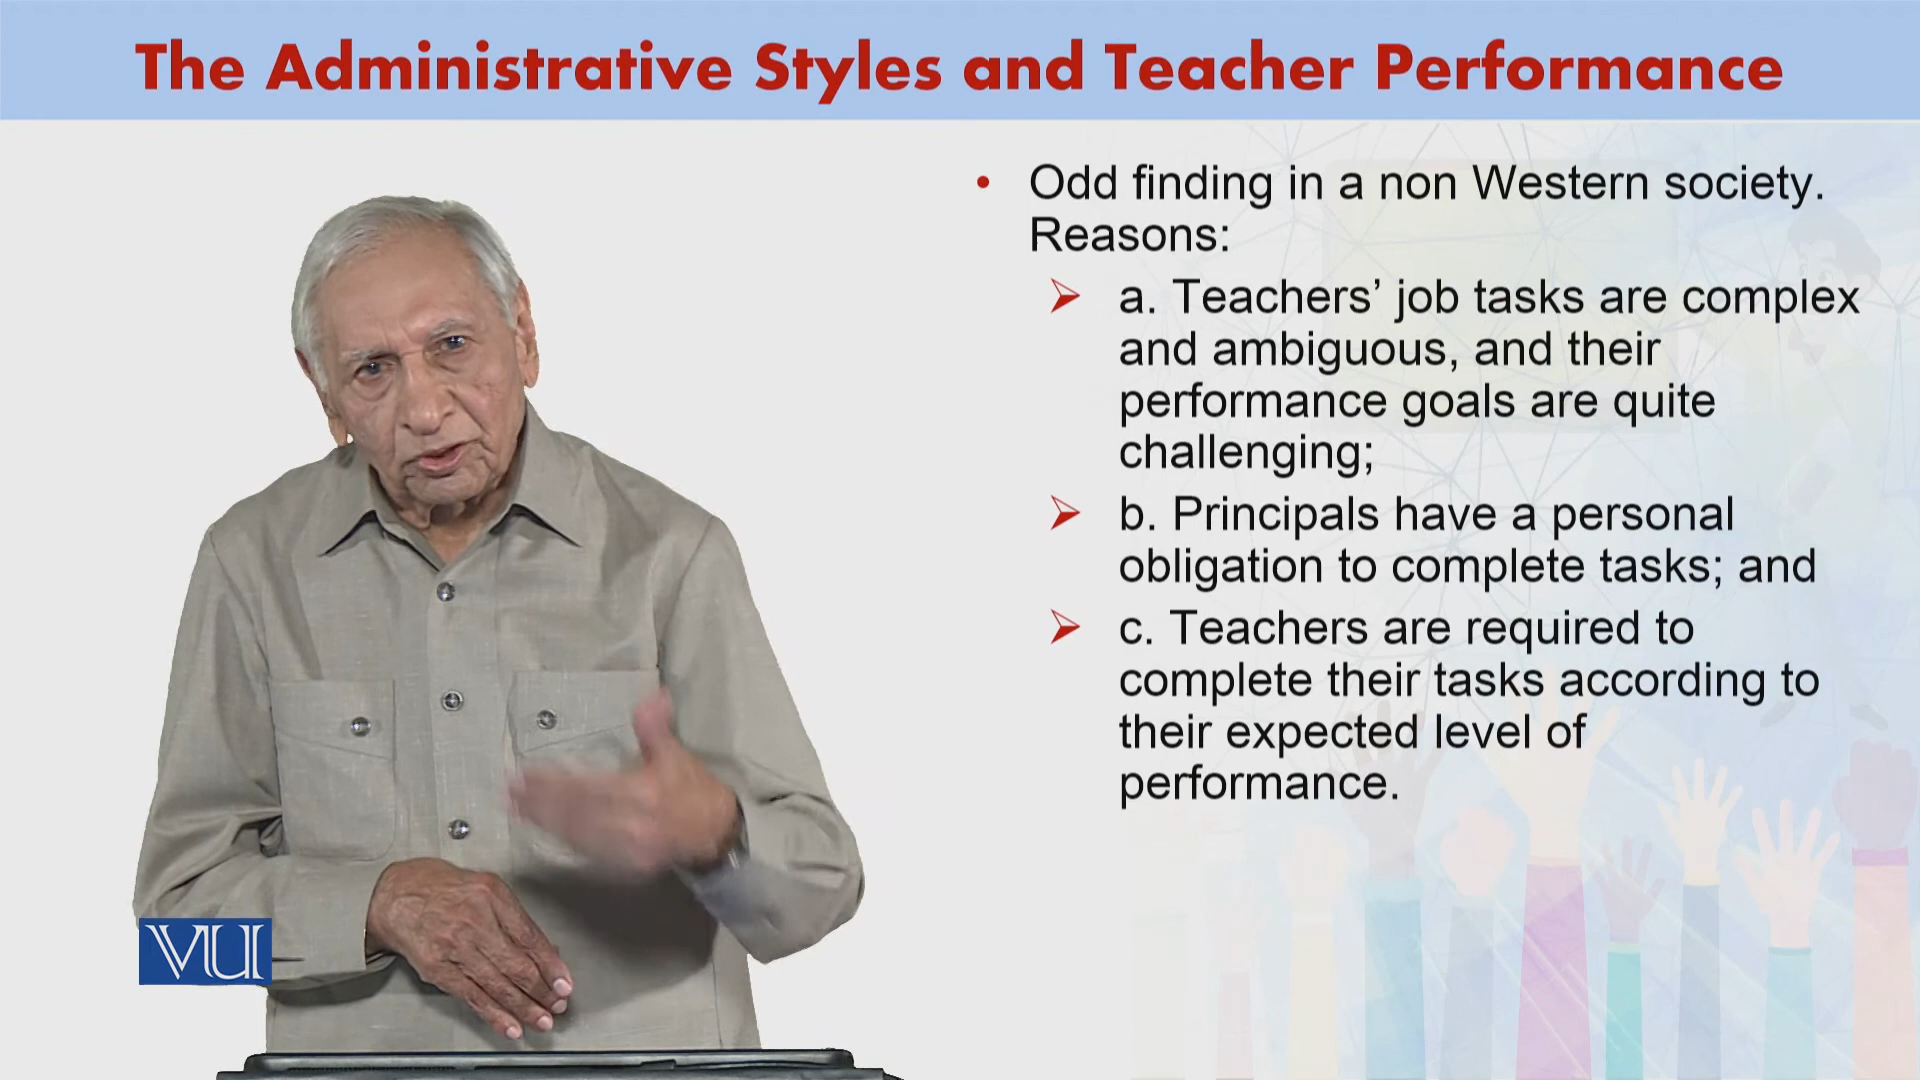 The Administrative Styles and Teacher Performance
• Odd finding in a non Western society.
Reasons:
➢ a. Teachers’ job tasks are complex
and ambiguous, and their
performance goals are quite
challenging;
➢ b. Principals have a personal
obligation to complete tasks; and
➢ c. Teachers are required to
complete their tasks according to
their expected level of
performance.
VU